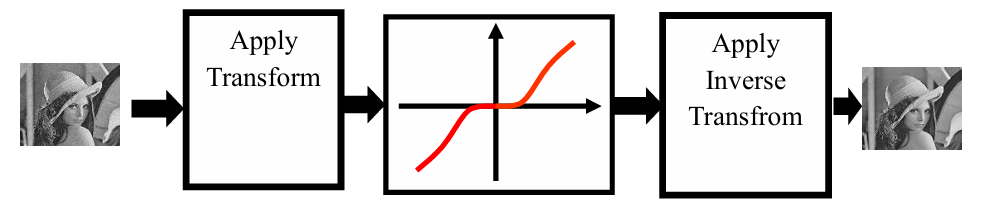 Apply
Transform
Apply
Inverse
Transfrom